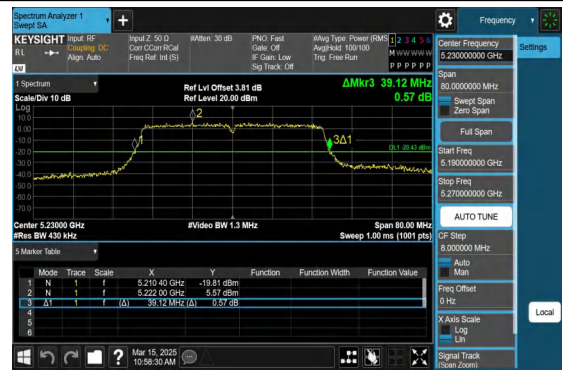 Spectrum Analyzer 1
Swept SA
Frequency
KEYSIGHT
RL
LXI
Input: RF
Coupling: DC
Align: Auto
Input Z: 50 Ω
Corr CCorr RCal
Freq Ref: Int (S)
#Atten: 30 dB
PNO: Fast
Gate: Off
IF Gain: Low
Sig Track: Off
#Avg Type: Power (RMS
Avg|Hold: 100/100
Trig: Free Run
1 2 3 4 5 6
M W W W W W
P P P P P P
Center Frequency
5.230000000 GHz
Settings
Span
80.0000000 MHz
Swept Span
Zero Span
Full Span
Start Freq
5.190000000 GHz
Stop Freq
5.270000000 GHz
AUTO TUNE
CF Step
8.000000 MHz
Auto
Man
Freq Offset
0 Hz
X Axis Scale
Log
Lin
Signal Track
(Span Zoom)
Local
1 Spectrum
Scale/Div 10 dB
Ref Lvl Offset 3.81 dB
Ref Level 20.00 dBm
ΔMkr3 39.12 MHz
0.57 dB
Log
10.0
0.00
-10.0
-20.0
-30.0
-40.0
-50.0
-60.0
-70.0
1
2
3Δ1
DL1 -20.43 dBm
Center 5.23000 GHz
#Res BW 430 kHz
#Video BW 1.3 MHz
Span 80.00 MHz
Sweep 1.00 ms (1001 pts)
5 Marker Table
Mode Trace Scale X Y Function Function Width Function Value
1 N 1 f 5.210 40 GHz -19.81 dBm
2 N 1 f 5.222 00 GHz 5.57 dBm
3 Δ1 1 f (Δ) 39.12 MHz (Δ) 0.57 dB
4
5
6
?
Mar 15, 2025
10:58:30 AM